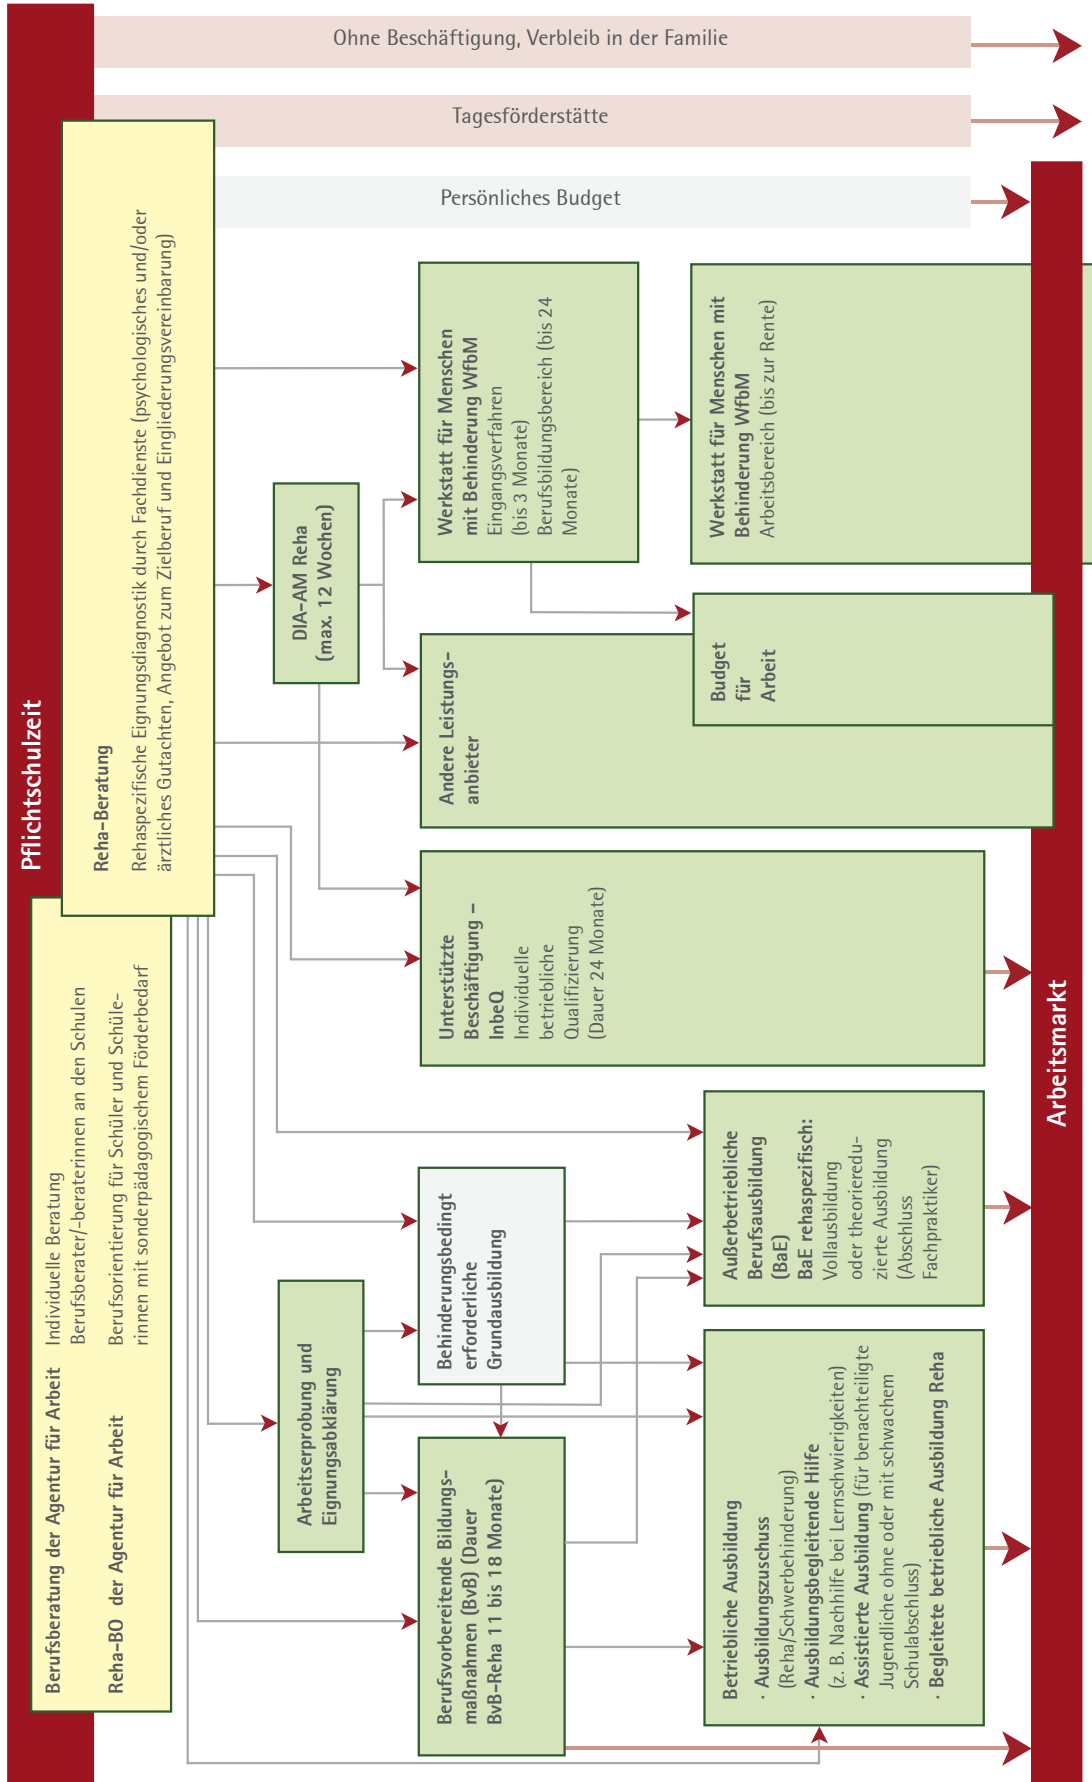 Pflichtschulzeit
Berufsberatung der Agentur für Arbeit
Individuelle Beratung
Berufsberater/-beraterinnen an den Schulen
Reha-BO der Agentur für Arbeit
Berufsorientierung für Schüler und Schüle-
rinnen mit sonderpädagogischem Förderbedarf
Reha-Beratung
Rehaspezifische Eignungsdiagnostik durch Fachdienste (psychologisches und/oder
ärztliches Gutachten, Angebot zum Zielberuf und Eingliederungsvereinbarung)
Ohne Beschäftigung, Verbleib in der Familie
Tagesförderstätte
Persönliches Budget
Arbeitserprobung und
Eignungsabklärung
DIA-AM Reha
(max. 12 Wochen)
Berufsvorbereitende Bildungs-
maßnahmen (BvB) (Dauer
BvB-Reha 11 bis 18 Monate)
Behinderungsbedingt
erforderliche
Grundausbildung
Unterstützte
Beschäftigung –
InbeQ
Individuelle
betriebliche
Qualifizierung
(Dauer 24 Monate)
Andere Leistungs-
anbieter
Werkstatt für Menschen
mit Behinderung WfbM
Eingangsverfahren
(bis 3 Monate)
Berufsbildungsbereich (bis 24
Monate)
Betriebliche Ausbildung
· Ausbildungszuschuss
(Reha/Schwerbehinderung)
· Ausbildungsbegleitende Hilfe
(z. B. Nachhilfe bei Lernschwierigkeiten)
· Assistierte Ausbildung (für benachteiligte
Jugendliche ohne oder mit schwachem
Schulabschluss)
· Begleitete betriebliche Ausbildung Reha
Außerbetriebliche
Berufsausbildung
(BaE)
BaE rehaspezifisch:
Vollausbildung
oder theorieredu-
zierte Ausbildung
(Abschluss
Fachpraktiker)
Budget
für
Arbeit
Werkstatt für Menschen mit
Behinderung WfbM
Arbeitsbereich (bis zur Rente)
Arbeitsmarkt